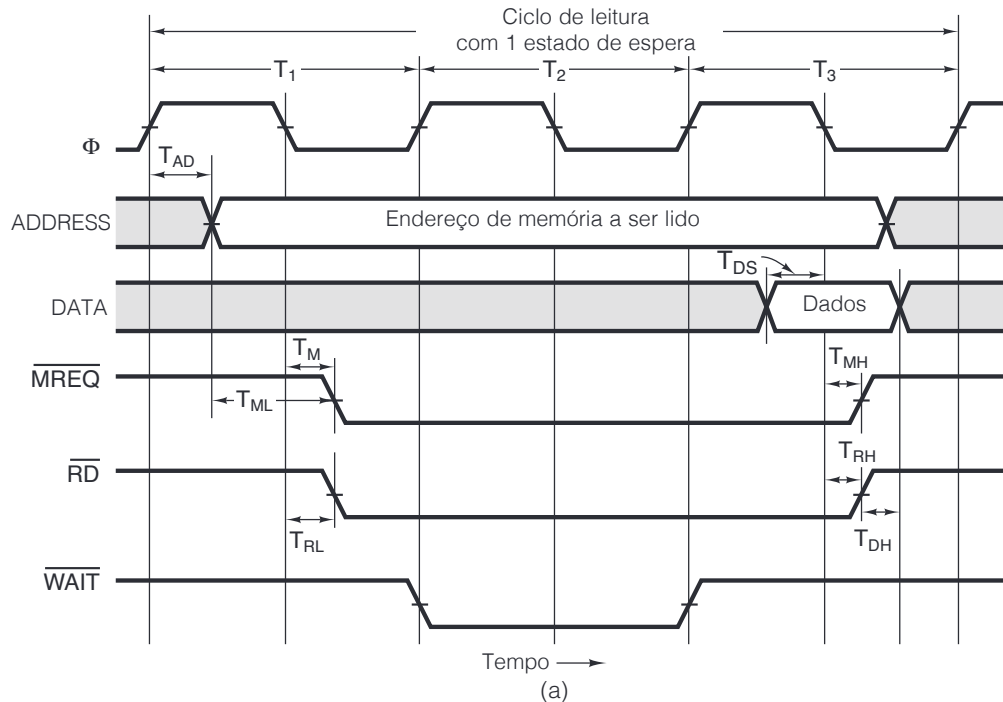 Ciclo de leitura
com 1 estado de espera
T1 T2 T3
Φ
TAD
ADDRESS Endereço de memória a ser lido
TDS
DATA Dados
TM TMH
MREQ
TML
TRH
RD
TRL TDH
WAIT
Tempo
(a)